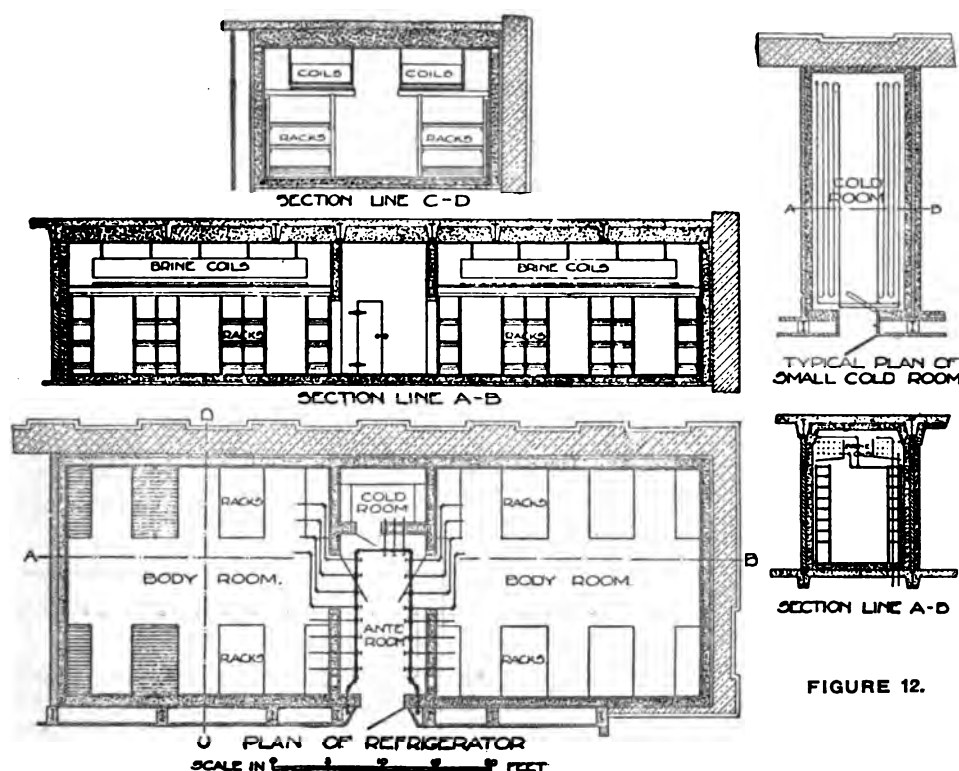 COILS COILS
RACKS RACKS
SECTION LINE C-D
BRINE COILS BRINE COILS
RACKS RACKS
SECTION LINE A-B
COLD
ROOM
A B
TYPICAL PLAN OF
SMALL COLD ROOM
D
RACKS COLD ROOM RACKS
A B
BODY ROOM. BODY ROOM.
ANTE
ROOM
RACKS RACKS
C PLAN OF REFRIGERATOR
SCALE IN FEET
SECTION LINE A-B
FIGURE 12.